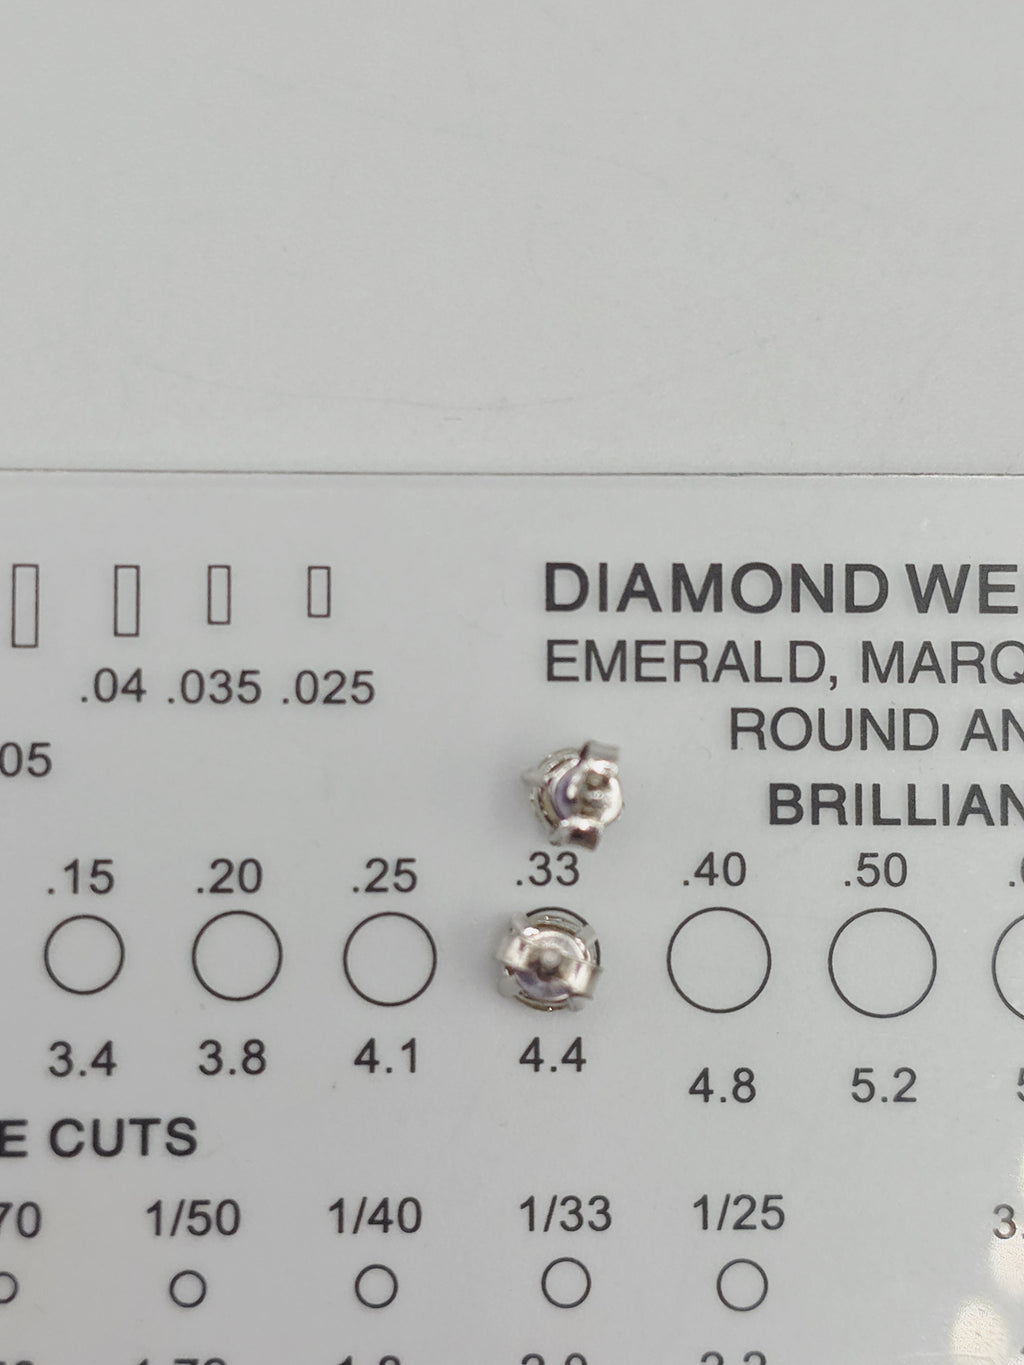 DIAMOND WE
EMERALD, MARQ
.04 .035 .025
ROUND AN
05
BRILLIAN
.15 .20 .25 .33 .40 .50
3.4 3.8 4.1 4.4 4.8 5.2
E CUTS
70 1/50 1/40 1/33 1/25 3.